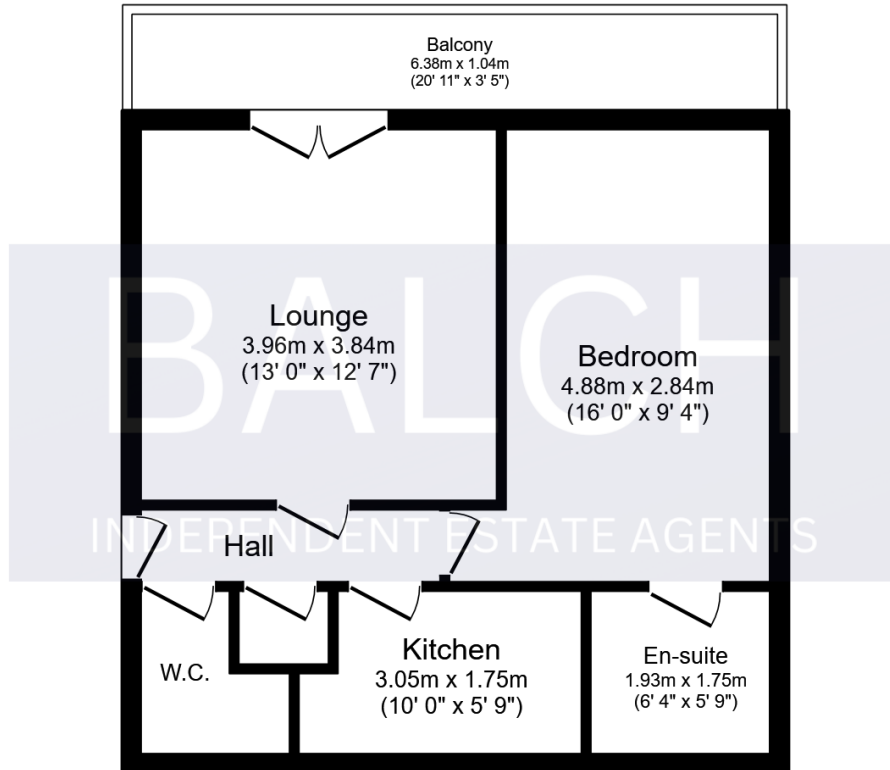 Balcony
6.38m x 1.04m
(20' 11" x 3' 5")
BALCH
Lounge
3.96m x 3.84m
(13' 0" x 12' 7")
Bedroom
4.88m x 2.84m
(16' 0" x 9' 4")
INDEPENDENT ESTATE AGENTS
Hall
W.C.
Kitchen
3.05m x 1.75m
(10' 0" x 5' 9")
En-suite
1.93m x 1.75m
(6' 4" x 5' 9")